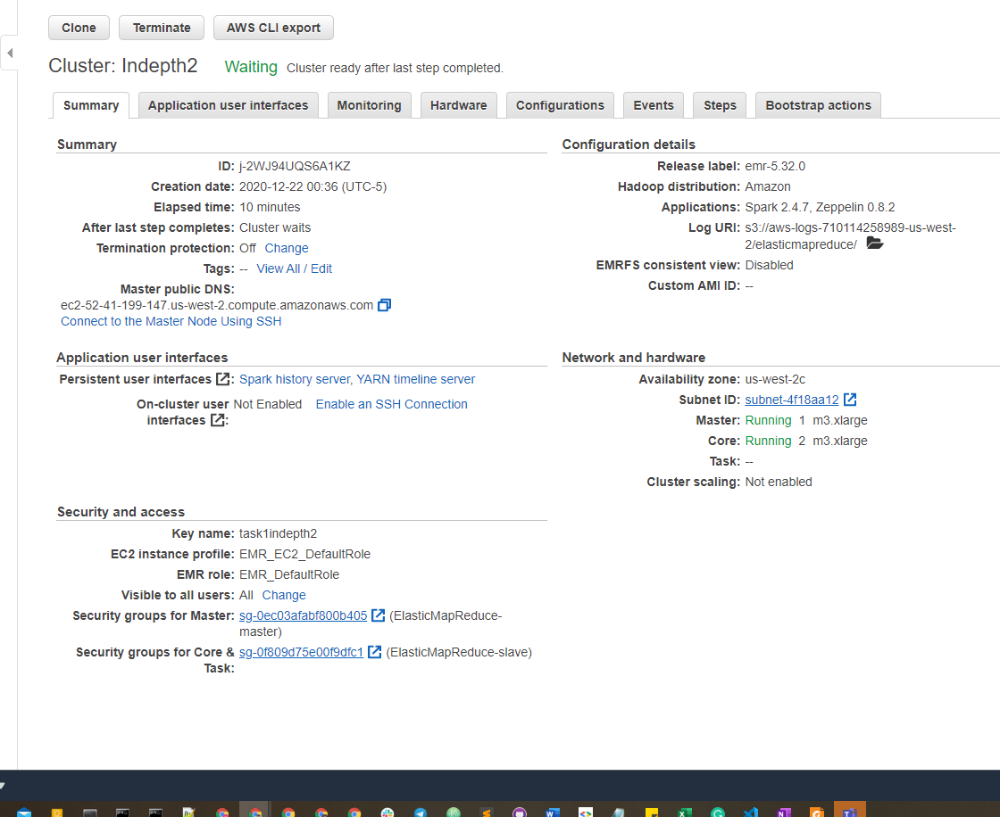 Clone Terminate AWS CLI export
Cluster: Indepth2 Waiting Cluster ready after last step completed.
Summary Application user interfaces Monitoring Hardware Configurations Events Steps Bootstrap actions
Summary
ID: j-2WJ94UQS6A1KZ
Creation date: 2020-12-22 00:36 (UTC-5)
Elapsed time: 10 minutes
After last step completes: Cluster waits
Termination protection: Off Change
Tags: -- View All / Edit
Master public DNS:
ec2-52-41-199-147.us-west-2.compute.amazonaws.com
Connect to the Master Node Using SSH
Configuration details
Release label: emr-5.32.0
Hadoop distribution: Amazon
Applications: Spark 2.4.7, Zeppelin 0.8.2
Log URI: s3://aws-logs-710114258989-us-west-
2/elasticmapreduce/
EMRFS consistent view: Disabled
Custom AMI ID: --
Application user interfaces
Persistent user interfaces : Spark history server, YARN timeline server
On-cluster user Not Enabled Enable an SSH Connection
interfaces :
Network and hardware
Availability zone: us-west-2c
Subnet ID: subnet-4f18aa12
Master: Running 1 m3.xlarge
Core: Running 2 m3.xlarge
Task: --
Cluster scaling: Not enabled
Security and access
Key name: task1indepth2
EC2 instance profile: EMR_EC2_DefaultRole
EMR role: EMR_DefaultRole
Visible to all users: All Change
Security groups for Master: sg-0ec03afabf800b405 (ElasticMapReduce-
master)
Security groups for Core & sg-0f809d75e00f9dfc1 (ElasticMapReduce-slave)
Task: